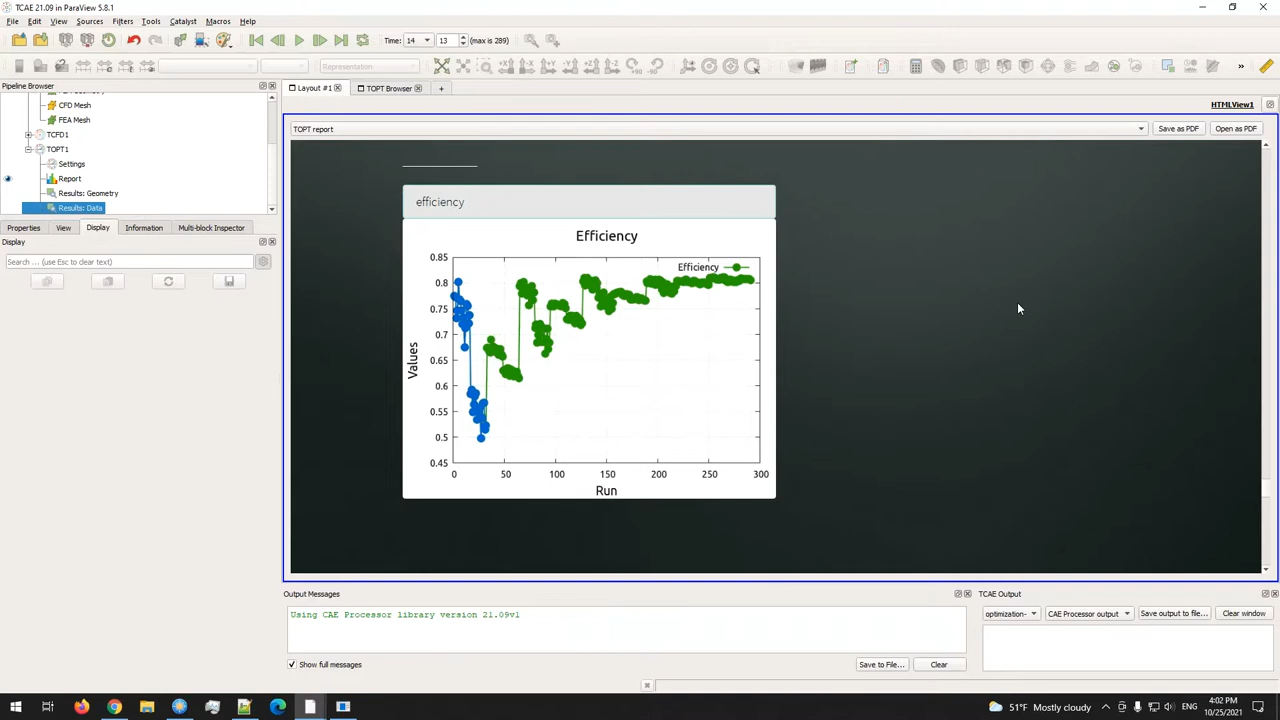 TCAE 21.09 in ParaView 5.8.1
File Edit View Sources Filters Tools Catalyst Macros Help
Time: 14 13 (max is 289)
Representation
Pipeline Browser
CFD Mesh
FEA Mesh
TCFD1
TOPT1
Settings
Report
Results: Geometry
Results: Data
Properties View Display Information Multi-block Inspector
Display
Search ... (use Esc to clear text)
Layout #1 TOPT Browser +
HTMLView1
TOPT report Save as PDF Open as PDF
efficiency
Efficiency
Efficiency
Values
0.85
0.8
0.75
0.7
0.65
0.6
0.55
0.5
0.45
0 50 100 150 200 250 300
Run
Output Messages
Using CAE Processor library version 21.09v1
Show full messages Save to File... Clear
TCAE Output
optimization- CAE Processor output Save output to file... Clear window
51°F Mostly cloudy
4:02 PM
10/25/2021